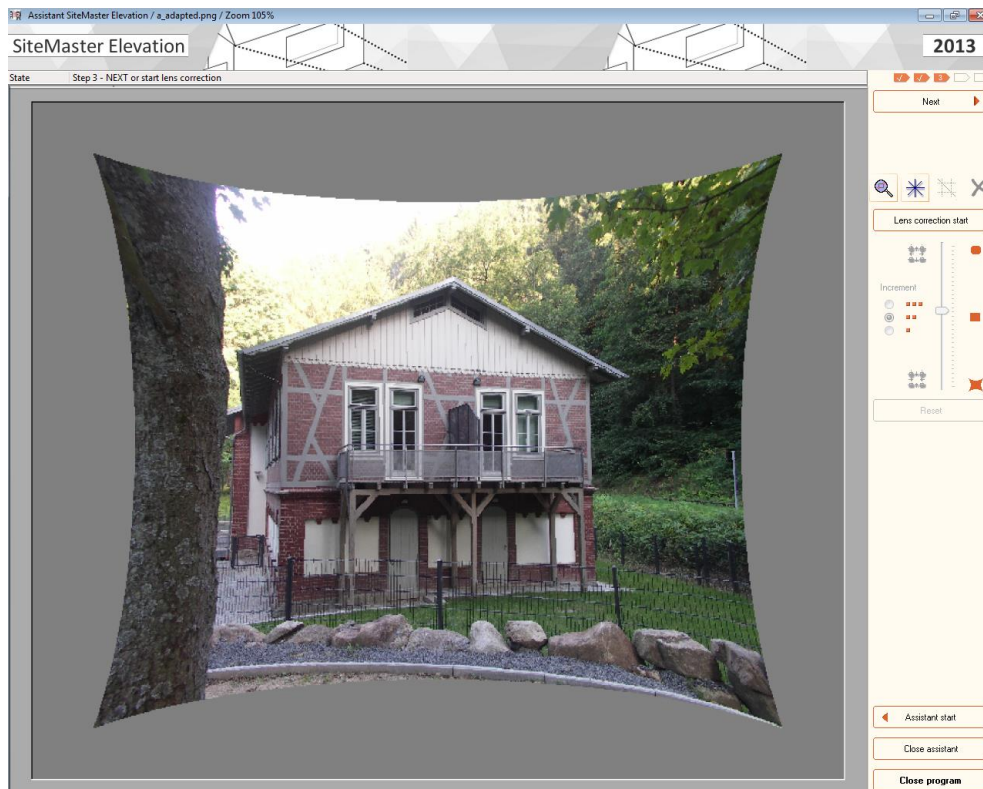 Assistant SiteMaster Elevation / a_adapted.png / Zoom 105%
SiteMaster Elevation
2013
State
Step 3 - NEXT or start lens correction
3
Next
Lens correction start
Increment
Reset
Assistant start
Close assistant
Close program